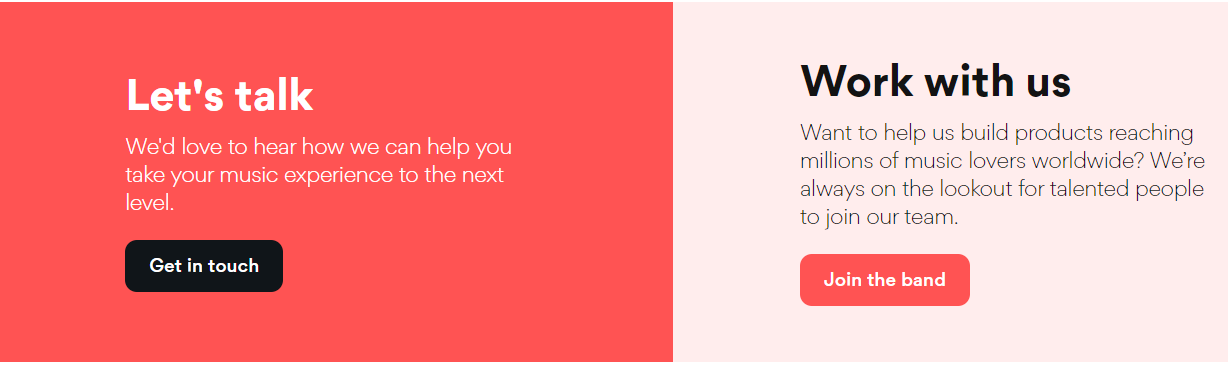 Let's talk
We'd love to hear how we can help you
take your music experience to the next
level.
Get in touch
Work with us
Want to help us build products reaching
millions of music lovers worldwide? We’re
always on the lookout for talented people
to join our team.
Join the band